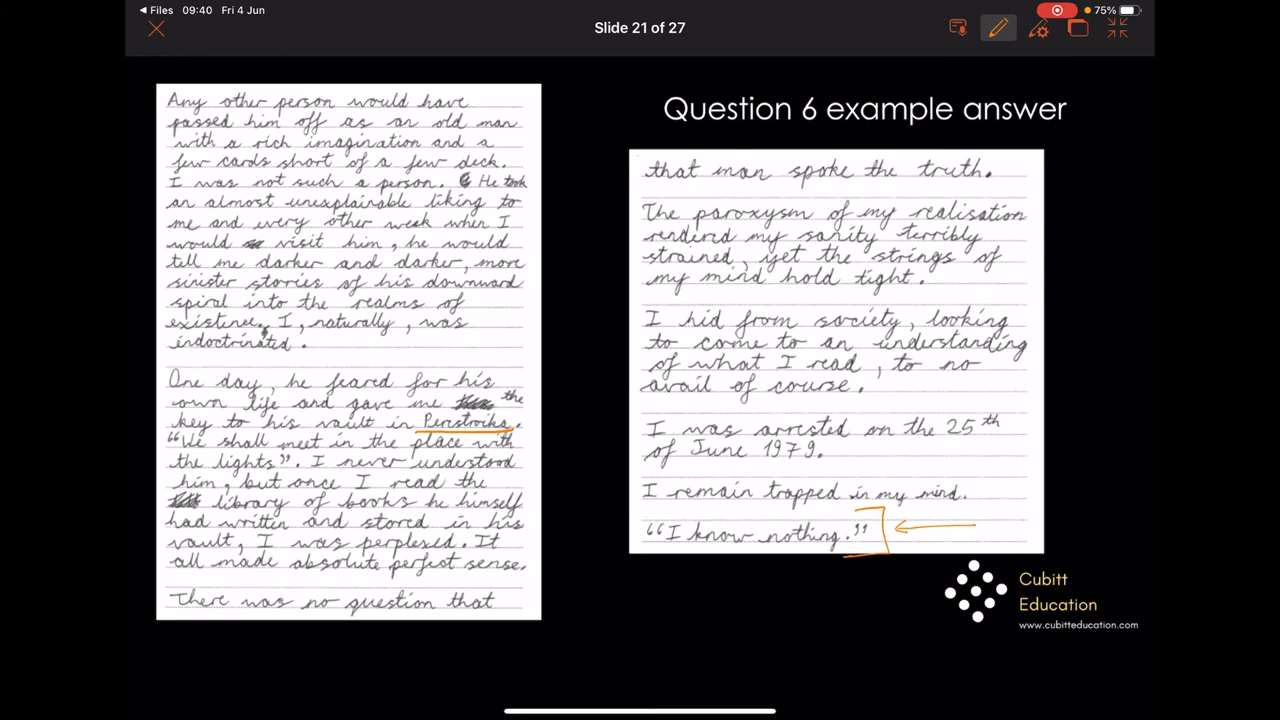 Files 09:40 Fri 4 Jun
75%
Slide 21 of 27
Any other person would have
passed him off as an old man
with a rich imagination and a
few cards short of a few deck.
I was not such a person. He took
an almost unexplainable liking to
me and every other week when I
would visit him, he would
tell me darker and darker, more
sinister stories of his downward
spiral into the realms of
existence. I, naturally, was
indoctrinated.
One day, he feared for his
own life and gave me the
key to his vault in Perestroika.
“We shall meet in the place with
the lights”. I never understood
him, but once I read the
library of books he himself
had written and stored in his
vault, I was perplexed. It
all made absolute perfect sense.
There was no question that
Question 6 example answer
that man spoke the truth.
The paroxysm of my realisation
rendered my sanity terribly
strained, yet the strings of
my mind hold tight.
I hid from society, looking
to come to an understanding
of what I read, to no
avail of course.
I was arrested on the 25th
of June 1979.
I remain trapped in my mind.
“I know nothing.”
Cubitt
Education
www.cubitteducation.com